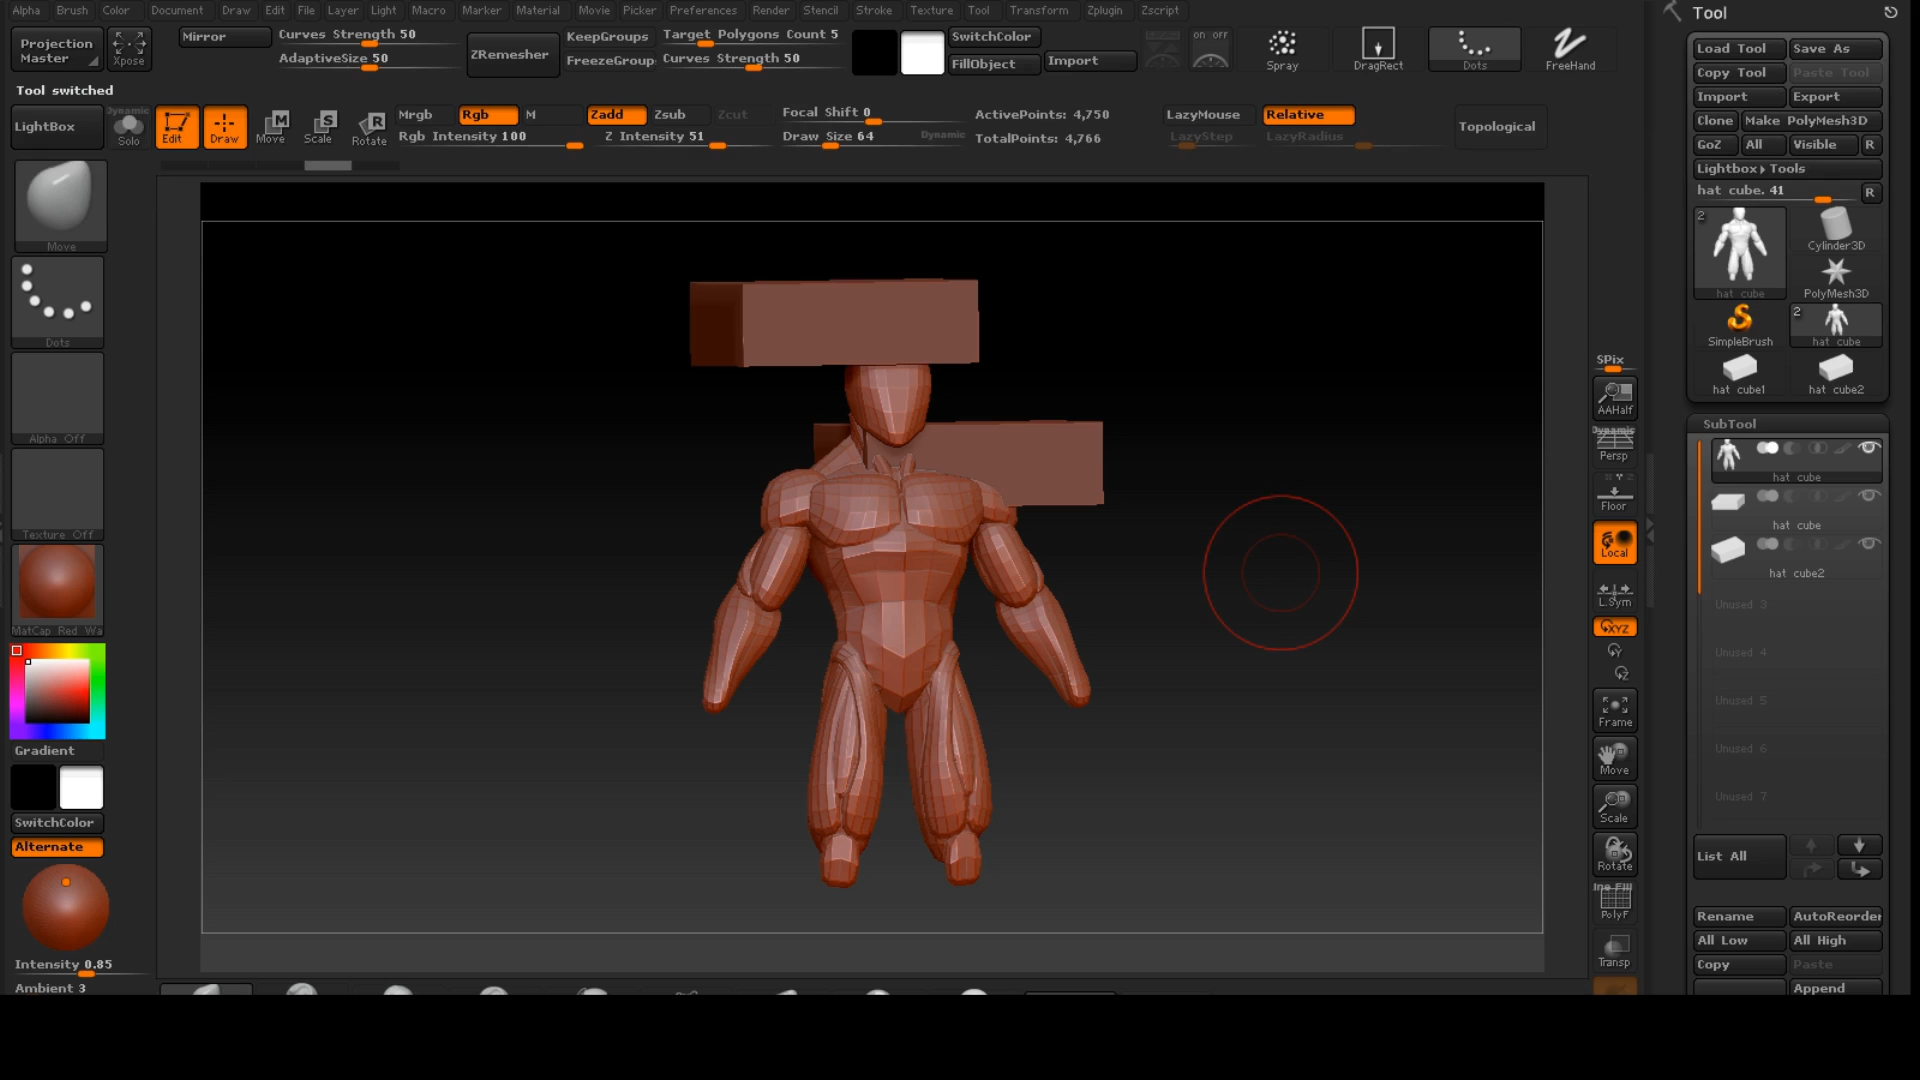 Alpha Brush Color Document Draw Edit File Layer Light Macro Marker Material Movie Picker Preferences Render Stencil Stroke Texture Tool Transform Zplugin Zscript
Tool
Projection Master
Xpose
Mirror
Curves Strength 50
AdaptiveSize 50
ZRemesher
KeepGroups
FreezeGroup
Target Polygons Count 5
Curves Strength 50
SwitchColor
FillObject
Import
on off
Spray
DragRect
Dots
FreeHand
Tool switched
LightBox
Dynamic
Solo
Edit
Draw
Move
Scale
Rotate
Mrgb Rgb M
Rgb Intensity 100
Zadd Zsub Zcut
Z Intensity 51
Focal Shift 0
Draw Size 64
Dynamic
ActivePoints: 4,750
TotalPoints: 4,766
LazyMouse Relative
LazyStep LazyRadius
Topological
Move
Dots
Alpha Off
Texture Off
MatCap Red Wa
Gradient
SwitchColor
Alternate
Intensity 0.85
Ambient 3
SPix
AAHalf
Dynamic
Persp
Floor
Local
L.Sym
XYZ
Y
Z
Frame
Move
Scale
Rotate
PolyF
Transp
Load Tool Save As
Copy Tool Paste Tool
Import Export
Clone Make PolyMesh3D
GoZ All Visible R
Lightbox▸Tools
hat cube. 41 R
2
hat cube
Cylinder3D
PolyMesh3D
SimpleBrush
2
hat cube
hat cube1
hat cube2
SubTool
hat cube
hat cube
hat cube2
Unused 3
Unused 4
Unused 5
Unused 6
Unused 7
List All
Rename AutoReorder
All Low All High
Copy Paste
Append